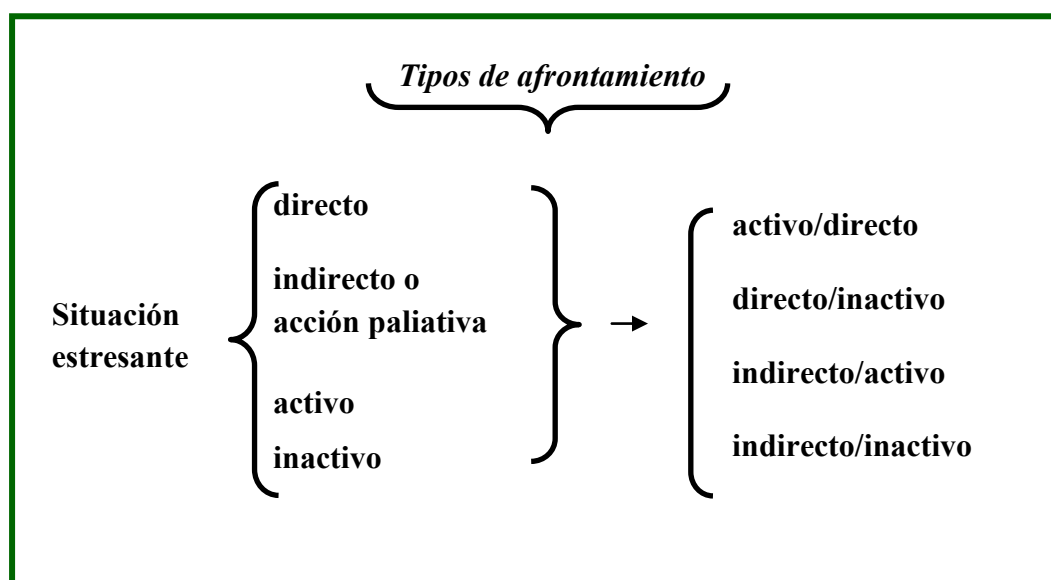 Tipos de afrontamiento
Situación
estresante
directo
indirecto o
acción paliativa
activo
inactivo
activo/directo
directo/inactivo
indirecto/activo
indirecto/inactivo